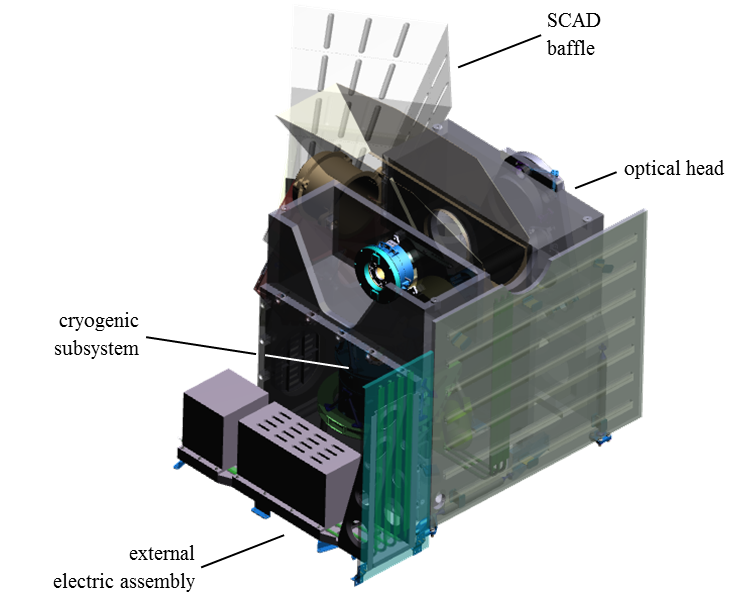 SCAD
baffle
optical head
cryogenic
subsystem
external
electric assembly